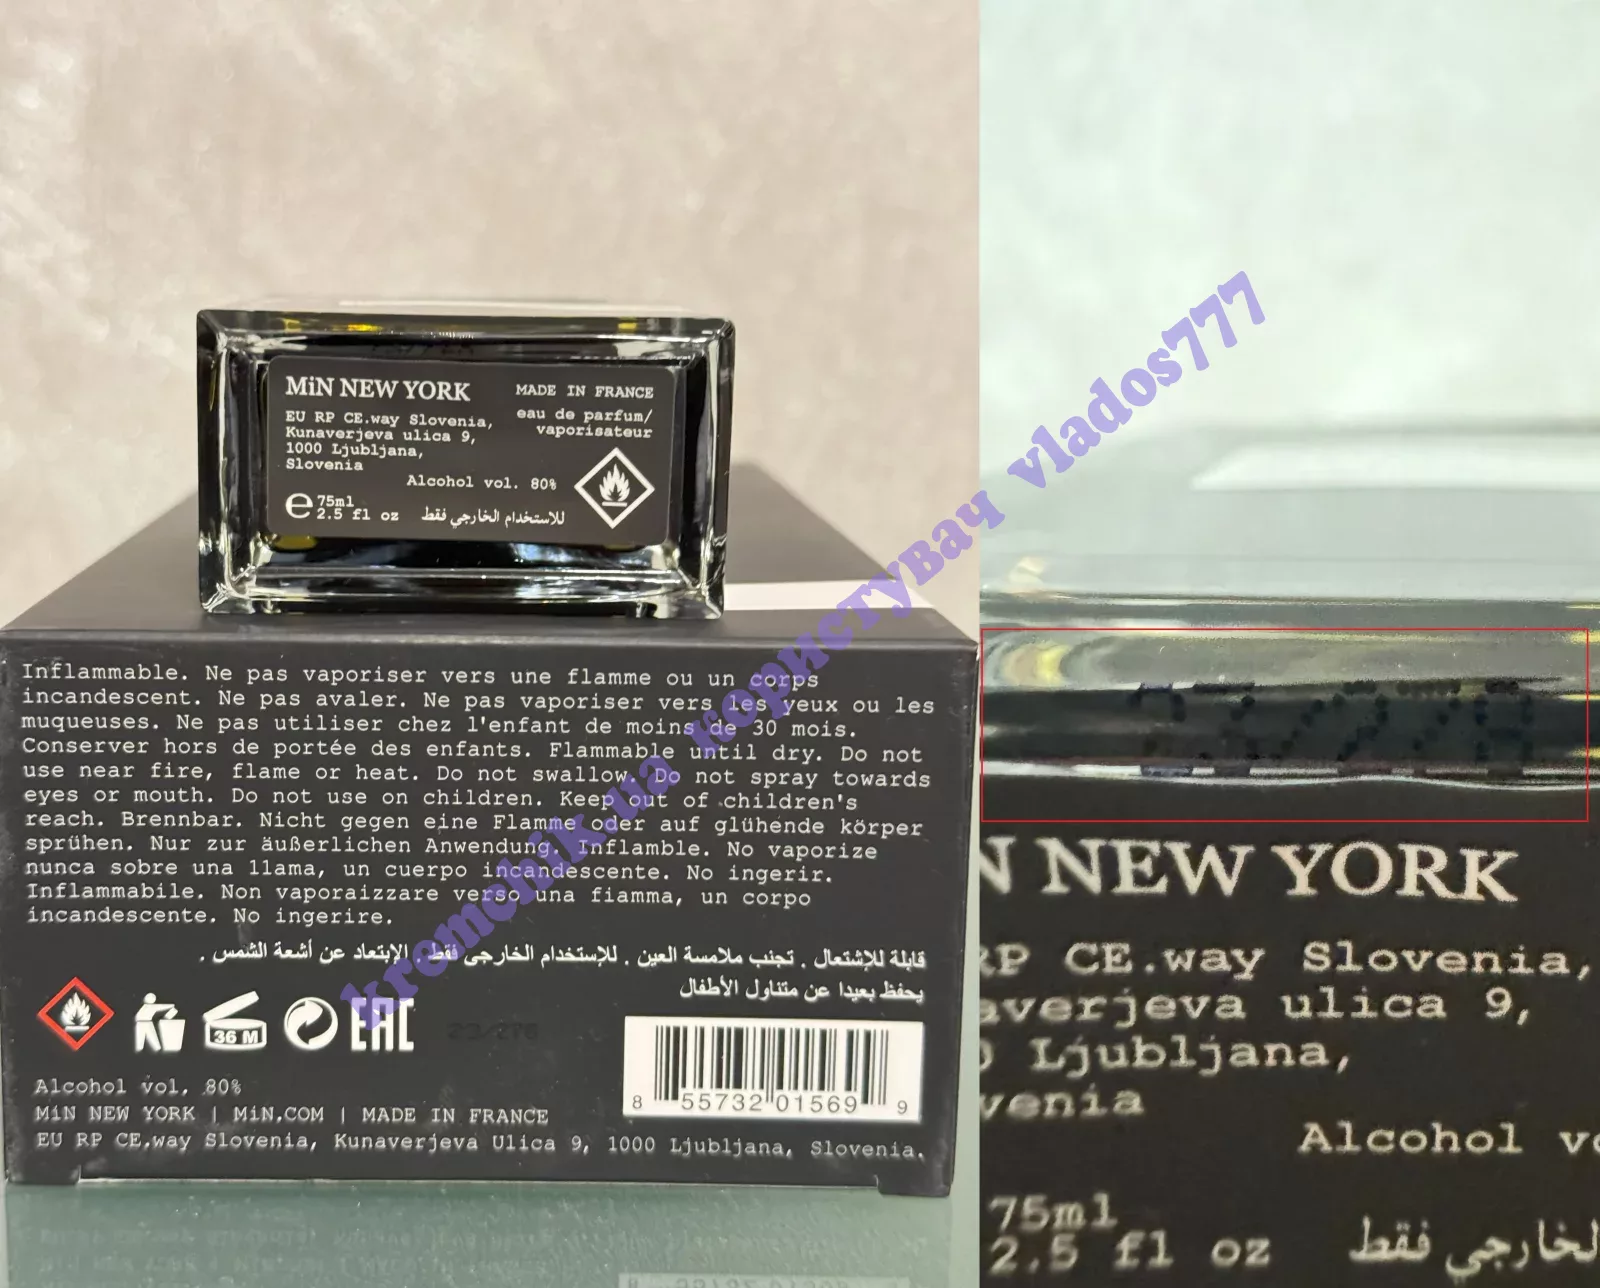 MiN NEW YORK
EU RP CE.way Slovenia,
Kunaverjeva ulica 9,
1000 Ljubljana,
Slovenia
MADE IN FRANCE
eau de parfum/
vaporisateur
Alcohol vol. 80%
e 75ml
2.5 fl oz
للاستخدام الخارجي فقط
Inflammable. Ne pas vaporiser vers une flamme ou un corps
incandescent. Ne pas avaler. Ne pas vaporiser vers les yeux ou les
muqueuses. Ne pas utiliser chez l'enfant de moins de 30 mois.
Conserver hors de portée des enfants. Flammable until dry. Do not
use near fire, flame or heat. Do not swallow. Do not spray towards
eyes or mouth. Do not use on children. Keep out of children's
reach. Brennbar. Nicht gegen eine Flamme oder auf glühende körper
sprühen. Nur zur äußerlichen Anwendung. Inflamble. No vaporize
nunca sobre una llama, un cuerpo incandescente. No ingerir.
Inflammabile. Non vaporaizzare verso una fiamma, un corpo
incandescente. No ingerire.
قابلة للإشتعال . تجنب ملامسة العين . للإستخدام الخارجى فقط. الإبتعاد عن أشعة الشمس .
يحفظ بعيدا عن متناول الأطفال
36 M
EAC
8 55732 01569 9
Alcohol vol. 80%
MiN NEW YORK | MiN.COM | MADE IN FRANCE
EU RP CE.way Slovenia, Kunaverjeva Ulica 9, 1000 Ljubljana, Slovenia.
kremchik.ua користувач vlados777
N NEW YORK
RP CE.way Slovenia,
averjeva ulica 9,
0 Ljubljana,
venia
Alcohol vo
75ml
2.5 fl oz
لخارجي فقط